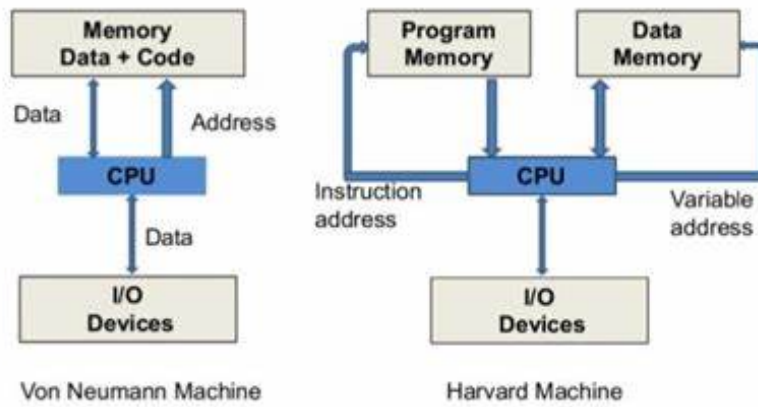 Memory
Data + Code
Data
Address
CPU
Data
I/O
Devices
Von Neumann Machine
Program
Memory
Data
Memory
CPU
Instruction
address
Variable
address
I/O
Devices
Harvard Machine